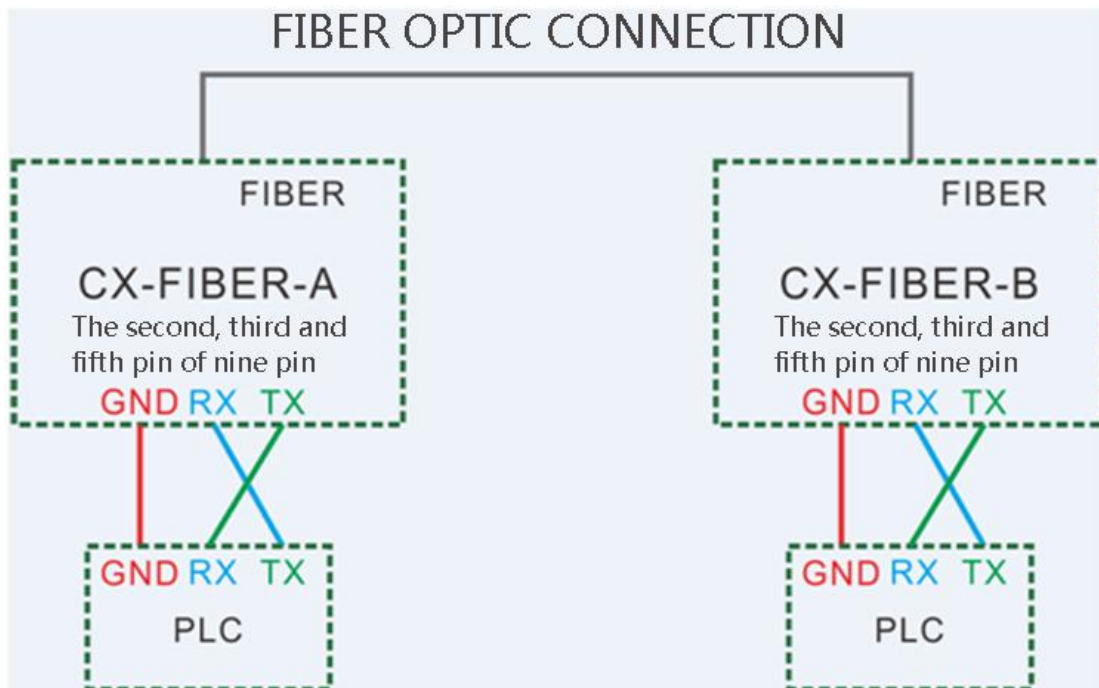 FIBER OPTIC CONNECTION
FIBER
CX-FIBER-A
The second, third and
fifth pin of nine pin
GND RX TX
GND RX TX
PLC
FIBER
CX-FIBER-B
The second, third and
fifth pin of nine pin
GND RX TX
GND RX TX
PLC